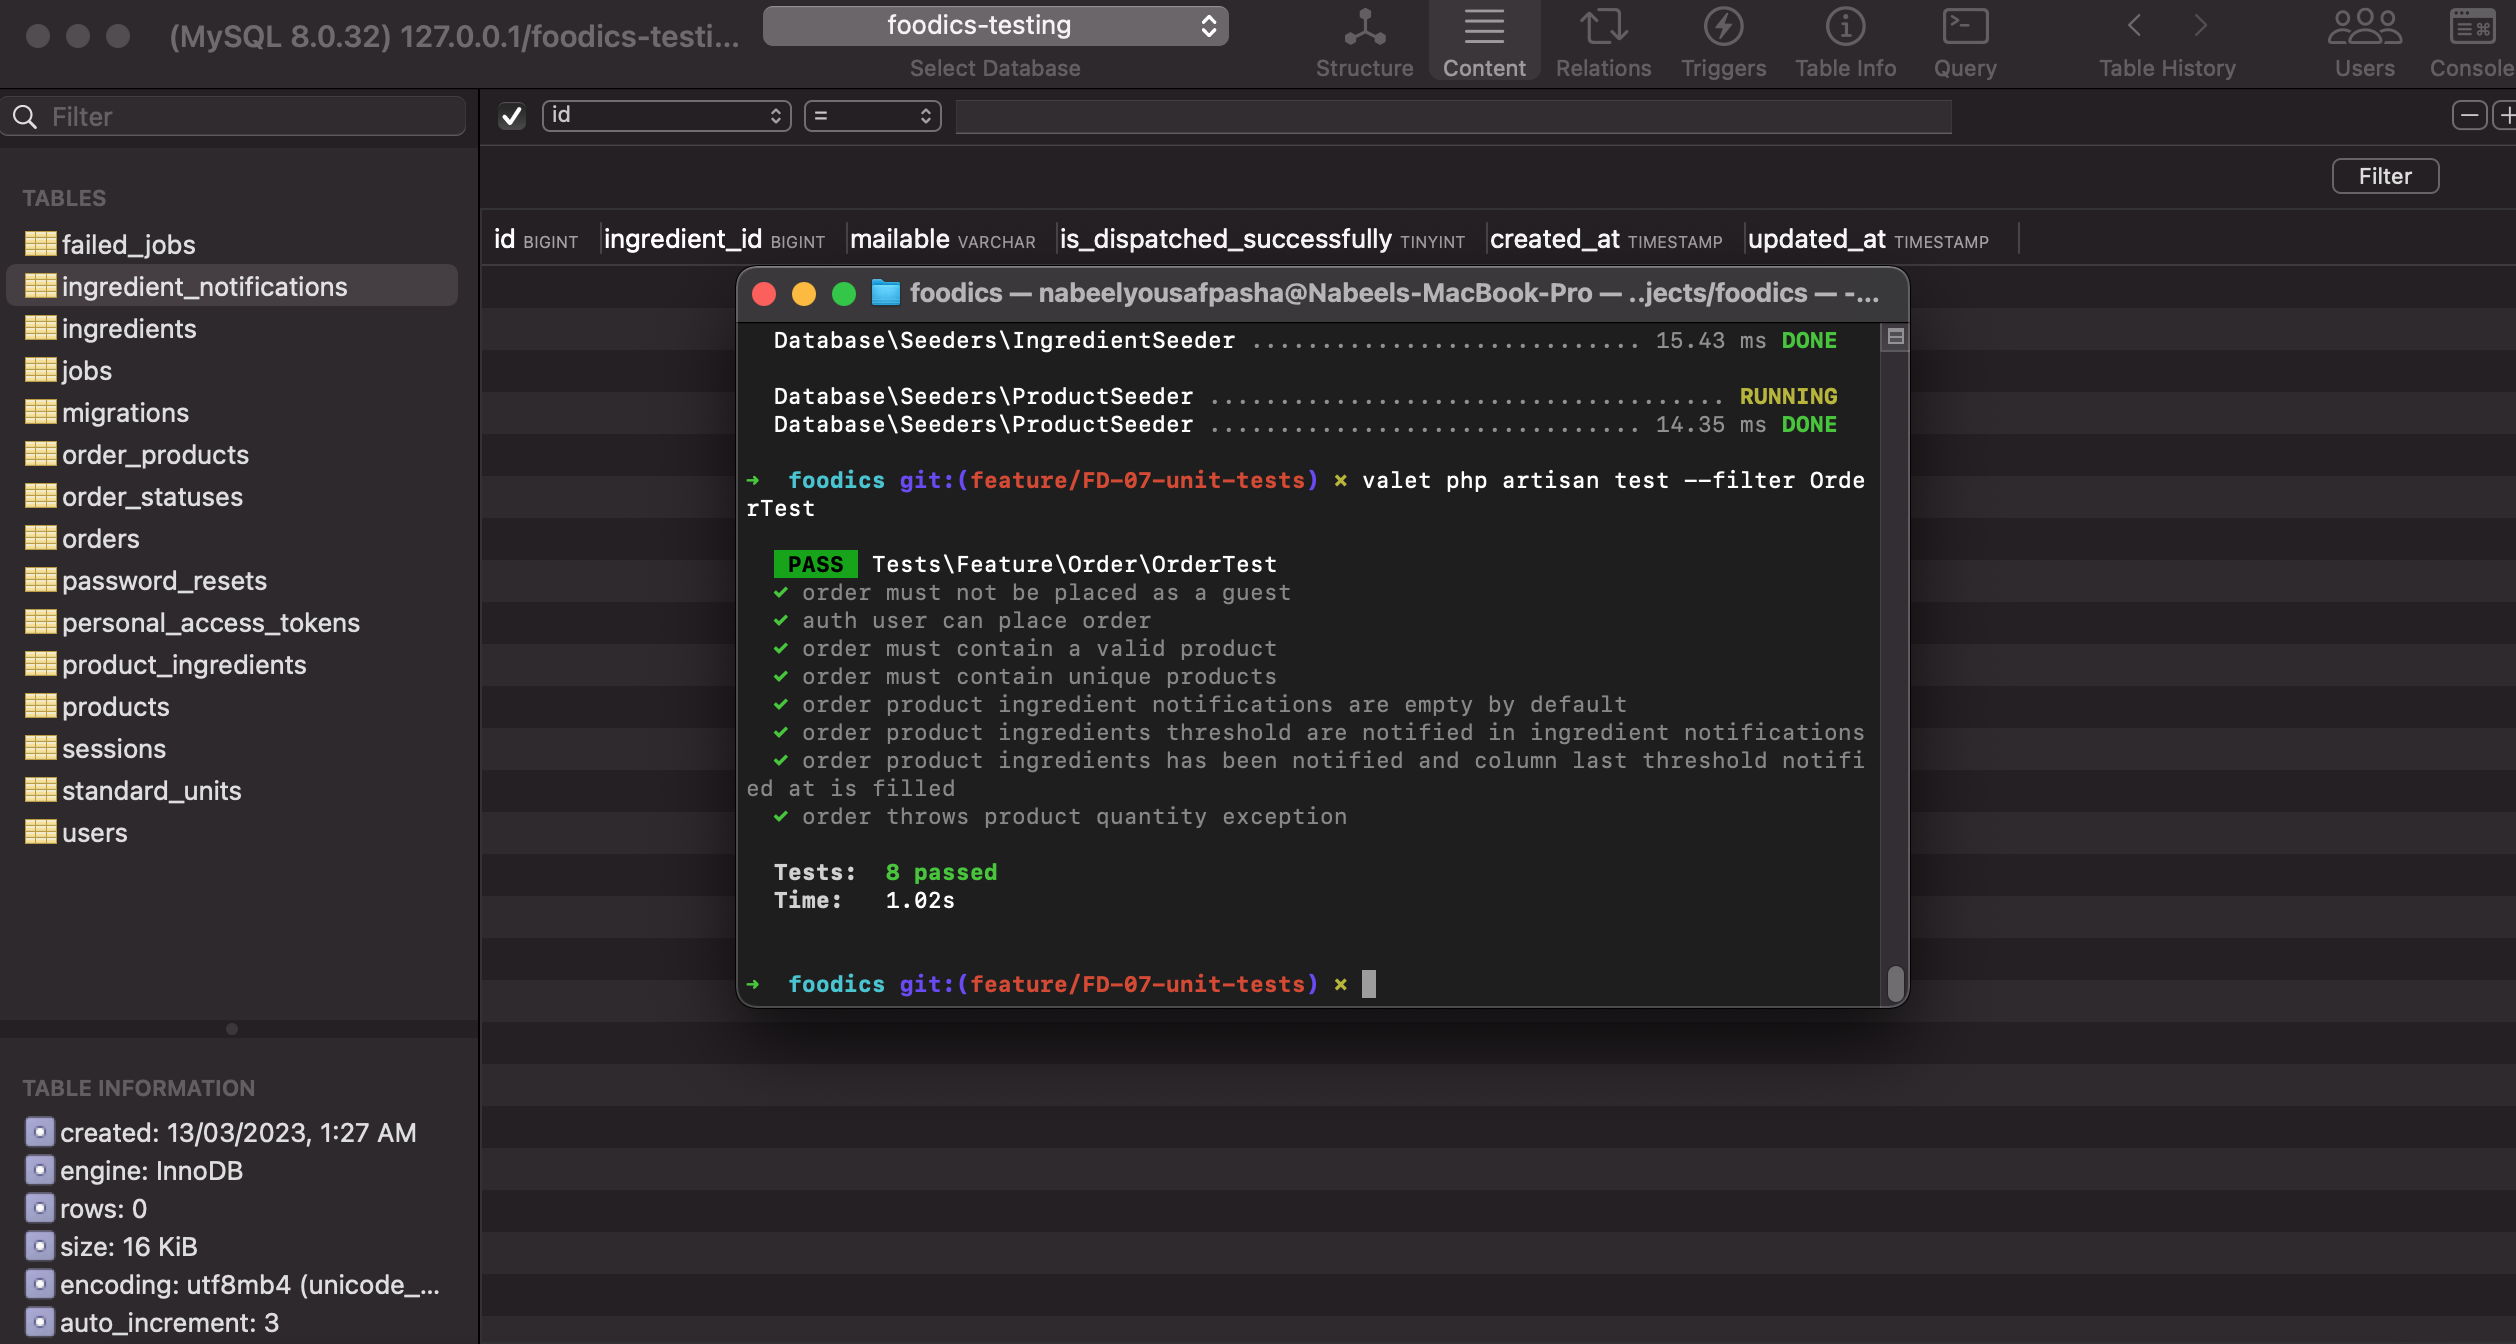 (MySQL 8.0.32) 127.0.0.1/foodics-testi...
foodics-testing
Select Database
Structure
Content
Relations
Triggers
Table Info
Query
Table History
Users
Console
Filter
id
=
Filter
TABLES
failed_jobs
ingredient_notifications
ingredients
jobs
migrations
order_products
order_statuses
orders
password_resets
personal_access_tokens
product_ingredients
products
sessions
standard_units
users
TABLE INFORMATION
created: 13/03/2023, 1:27 AM
engine: InnoDB
rows: 0
size: 16 KiB
encoding: utf8mb4 (unicode_...
auto_increment: 3
id BIGINT
ingredient_id BIGINT
mailable VARCHAR
is_dispatched_successfully TINYINT
created_at TIMESTAMP
updated_at TIMESTAMP
foodics — nabeelyousafpasha@Nabeels-MacBook-Pro — ..jects/foodics — -...
Database\Seeders\IngredientSeeder ............................ 15.43 ms DONE
Database\Seeders\ProductSeeder ..................................... RUNNING
Database\Seeders\ProductSeeder ............................... 14.35 ms DONE
➜  foodics git:(feature/FD-07-unit-tests) ✗ valet php artisan test --filter Orde
rTest
PASS Tests\Feature\Order\OrderTest
✓ order must not be placed as a guest
✓ auth user can place order
✓ order must contain a valid product
✓ order must contain unique products
✓ order product ingredient notifications are empty by default
✓ order product ingredients threshold are notified in ingredient notifications
✓ order product ingredients has been notified and column last threshold notifi
ed at is filled
✓ order throws product quantity exception
Tests:  8 passed
Time:   1.02s
➜  foodics git:(feature/FD-07-unit-tests) ✗